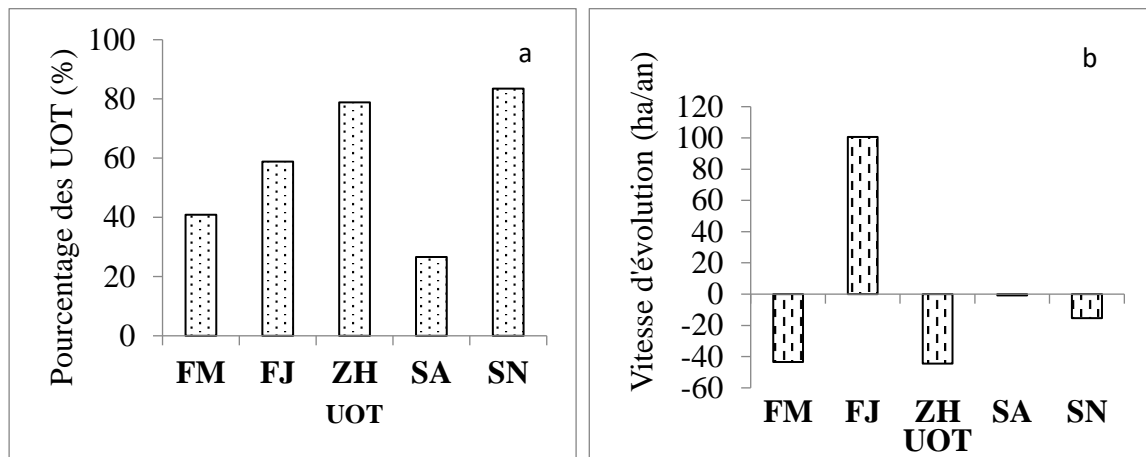 a
Pourcentage des UOT (%)
100
80
60
40
20
0
FM FJ ZH SA SN
UOT
b
Vitesse d'évolution (ha/an)
120
100
80
60
40
20
0
-20
-40
-60
FM FJ ZH SA SN
UOT